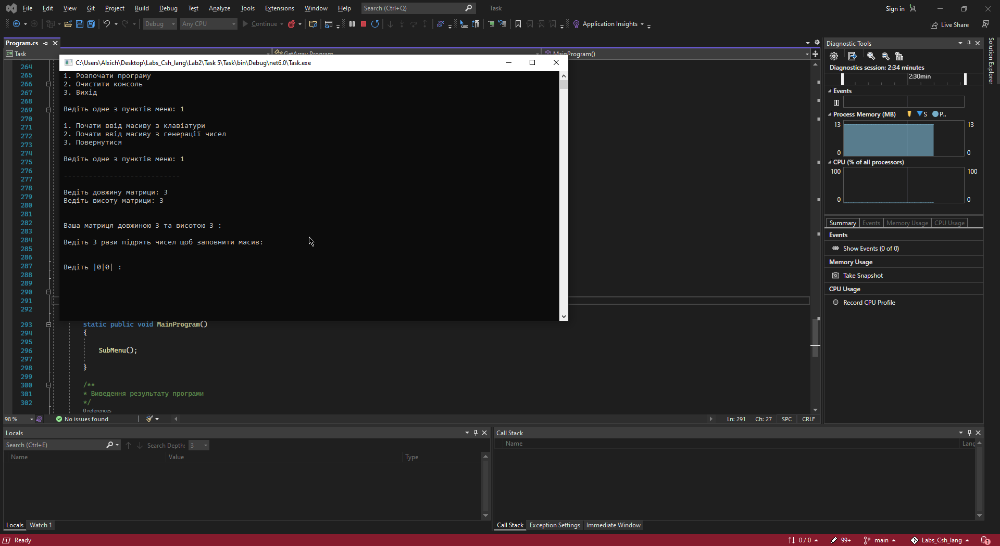 File Edit View Git Project Build Debug Test Analyze Tools Extensions Window Help Search (Ctrl+Q) Task Sign in
Debug Any CPU Continue Application Insights Live Share
Program.cs
Task GetArray.Program MainProgram()
C:\Users\Alxich\Desktop\Labs_Csh_lang\Lab2\Task 5\Task\bin\Debug\net6.0\Task.exe
1. Розпочати програму
2. Очистити консоль
3. Вихід
Ведіть одне з пунктів меню: 1
1. Почати ввід масиву з клавіатури
2. Почати ввід масиву з генерації чисел
3. Повернутися
Ведіть одне з пунктів меню: 1
----------------------------
Ведіть довжину матрици: 3
Ведіть висоту матрици: 3
Ваша матриця довжиною 3 та висотою 3 :
Ведіть 3 рази підрять чисел щоб заповнити масив:
Ведіть |0|0| :
264
265
266
267
268
269
270
271
272
273
274
275
276
277
278
279
280
281
282
283
284
285
286
287
288
289
290
291
292
293 static public void MainProgram()
294 {
295
296 SubMenu();
297
298 }
299
300 /**
301 * Виведення результату програми
302 */
0 references
98 % No issues found Ln: 291 Ch: 27 SPC CRLF
Diagnostic Tools
Diagnostics session: 2:34 minutes
2:30min
Events
Process Memory (MB) S P..
13 13
0 0
CPU (% of all processors)
100 100
0 0
Summary Events Memory Usage CPU Usage
Events
Show Events (0 of 0)
Memory Usage
Take Snapshot
CPU Usage
Record CPU Profile
Solution Explorer
Locals
Search (Ctrl+E) Search Depth: 3
Name Value Type
Locals Watch 1
Call Stack
Name Lang
Call Stack Exception Settings Immediate Window
Ready 0 / 0 99+ main Labs_Csh_lang 1